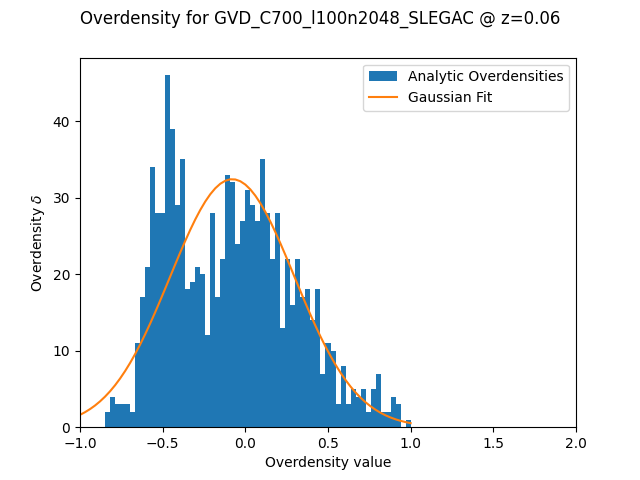 Overdensity for GVD_C700_l100n2048_SLEGAC @ z=0.06
Analytic Overdensities
Gaussian Fit
Overdensity δ
40
30
20
10
0
−1.0 −0.5 0.0 0.5 1.0 1.5 2.0
Overdensity value